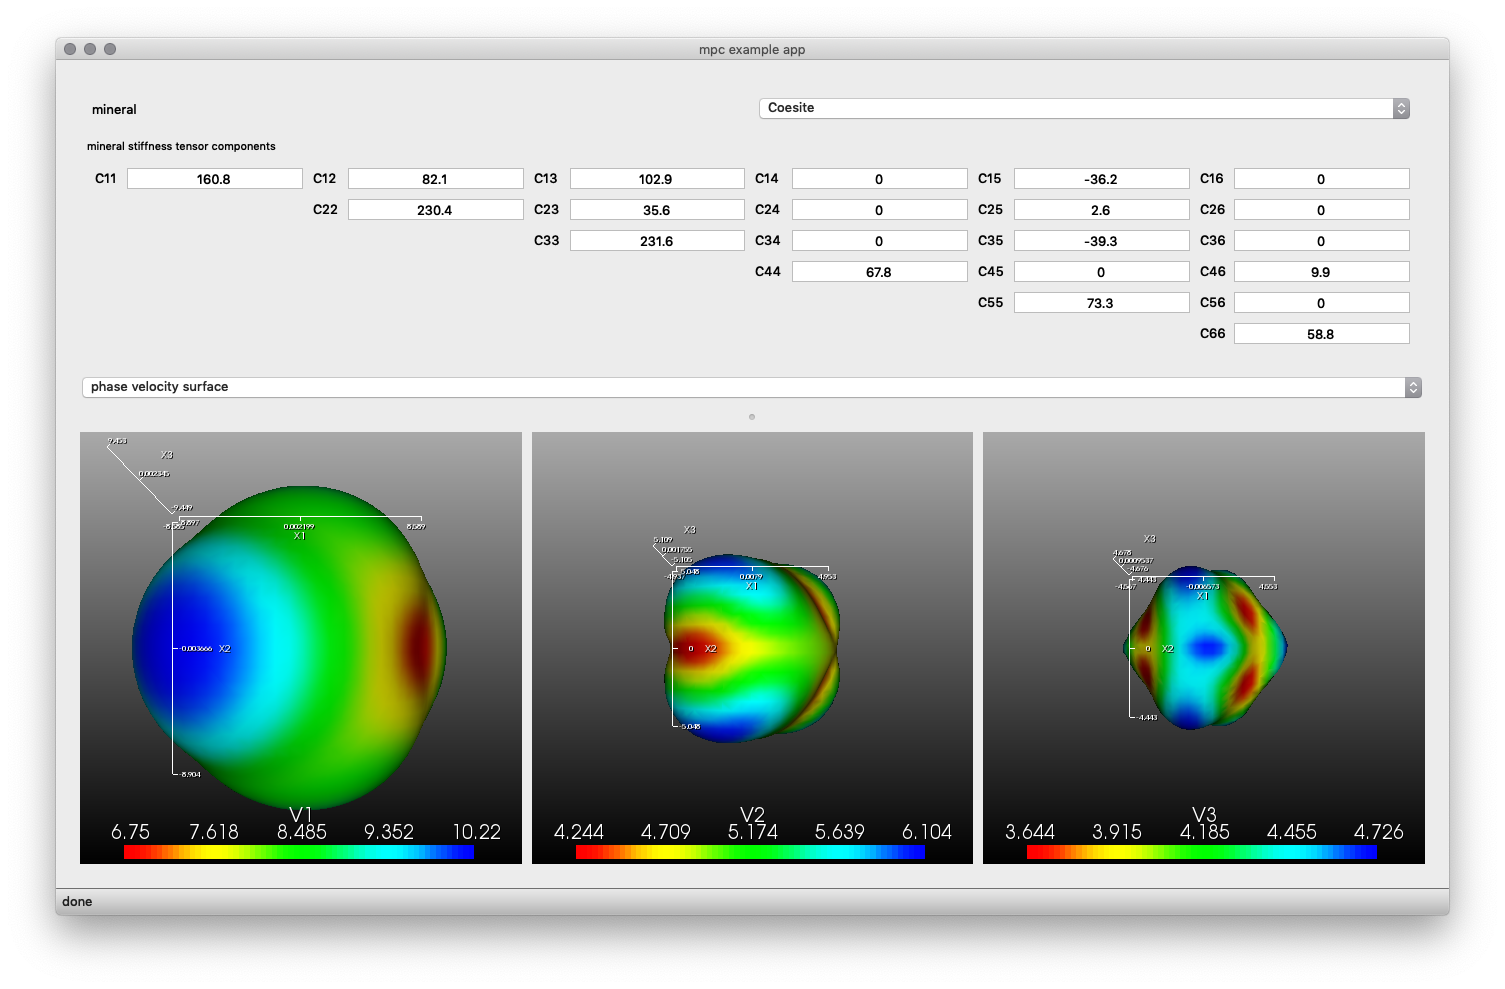 mpc example app
mineral Coesite
mineral stiffness tensor components
C11 160.8 C12 82.1 C13 102.9 C14 0 C15 -36.2 C16 0
C22 230.4 C23 35.6 C24 0 C25 2.6 C26 0
C33 231.6 C34 0 C35 -39.3 C36 0
C44 67.8 C45 0 C46 9.9
C55 73.3 C56 0
C66 58.8
phase velocity surface
9.453
X3
0.002345
-9.449
0.002199
8.589
X1
-0.003666 X2
-8.904
V1
6.75 7.618 8.485 9.352 10.22
X3
5.109
0.001755
-5.105
5.048
-4.937
0.0079
4.953
X1
0 X2
-5.048
V2
4.244 4.709 5.174 5.639 6.104
X3
4.678
0.0009537
-4.676
-4.443
-0.006573
4.553
X1
0 X2
-4.443
V3
3.644 3.915 4.185 4.455 4.726
done